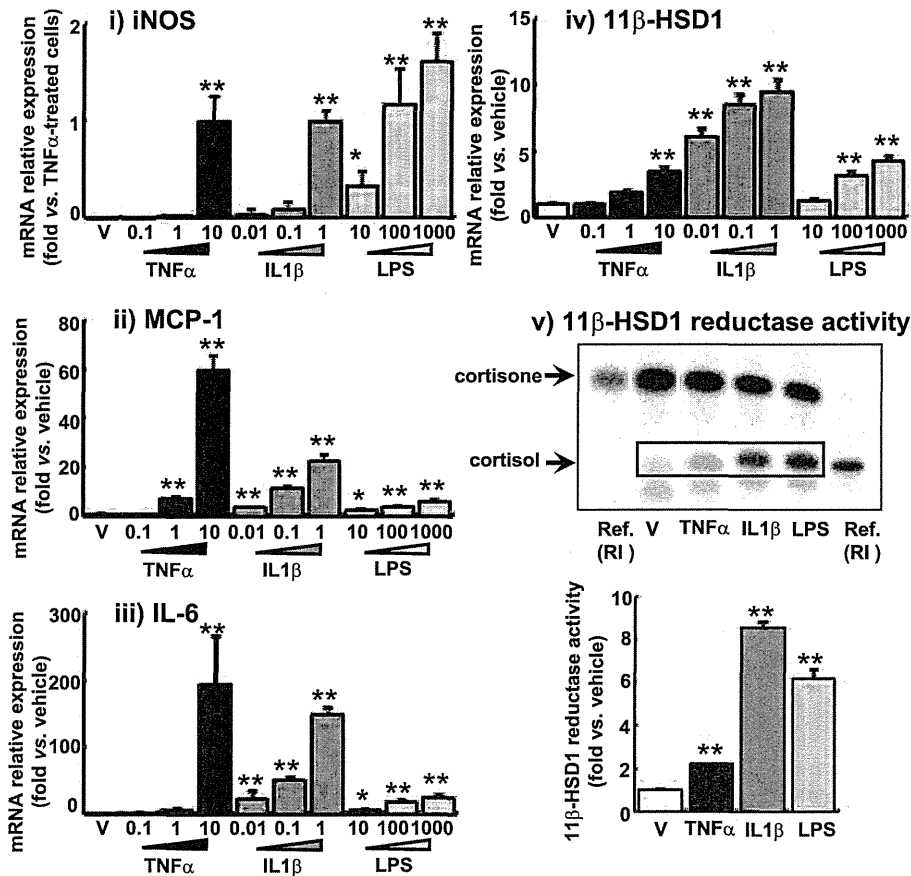 i) iNOS
mRNA relative expression
(fold vs. TNFα-treated cells)
2
1
0
**
**
*
**
**
V 0.1 1 10 0.01 0.1 1 10 100 1000
TNFα IL1β LPS
ii) MCP-1
mRNA relative expression
(fold vs. vehicle)
80
60
40
20
0
**
**
**
**
**
*
**
**
V 0.1 1 10 0.01 0.1 1 10 100 1000
TNFα IL1β LPS
iii) IL-6
mRNA relative expression
(fold vs. vehicle)
300
200
100
0
**
**
**
**
*
**
**
V 0.1 1 10 0.01 0.1 1 10 100 1000
TNFα IL1β LPS
iv) 11β-HSD1
mRNA relative expression
(fold vs. vehicle)
15
10
5
0
**
**
**
**
**
**
V 0.1 1 10 0.01 0.1 1 10 100 1000
TNFα IL1β LPS
v) 11β-HSD1 reductase activity
cortisone
cortisol
Ref. V TNFα IL1β LPS Ref.
(RI ) (RI )
11β-HSD1 reductase activity
(fold vs. vehicle)
10
8
6
4
2
0
**
**
**
V TNFα IL1β LPS